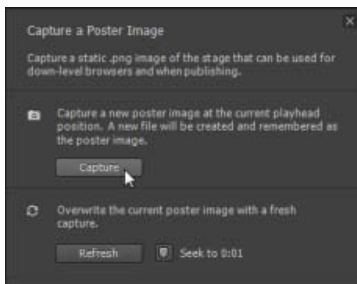 Capture a Poster Image
Capture a static .png image of the stage that can be used for
down-level browsers and when publishing.
Capture a new poster image at the current playhead
position. A new file will be created and remembered as
the poster image.
Capture
Overwrite the current poster image with a fresh
capture.
Refresh
Seek to 0:01